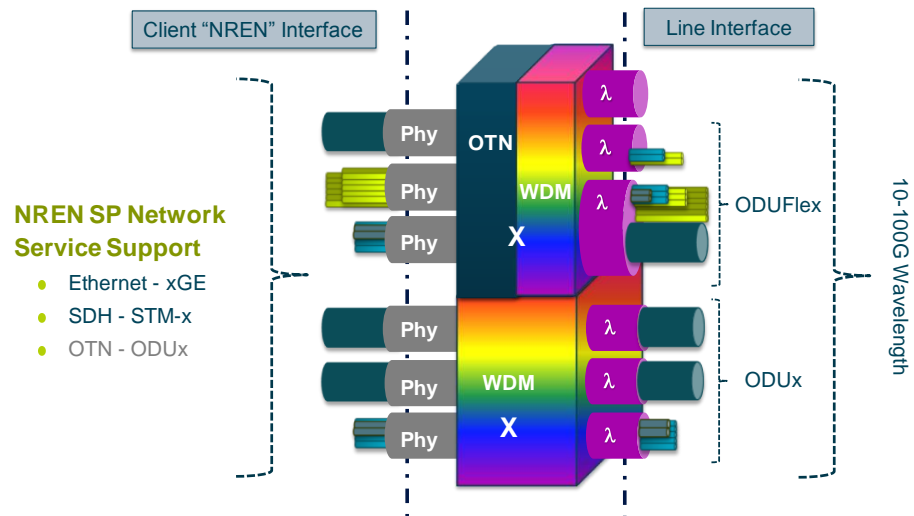 Client “NREN” Interface
Line Interface
NREN SP Network
Service Support
Ethernet - xGE
SDH - STM-x
OTN - ODUx
Phy
Phy
Phy
Phy
Phy
Phy
OTN
WDM
X
WDM
X
λ
λ
λ
λ
λ
λ
ODUFlex
ODUx
10-100G Wavelength